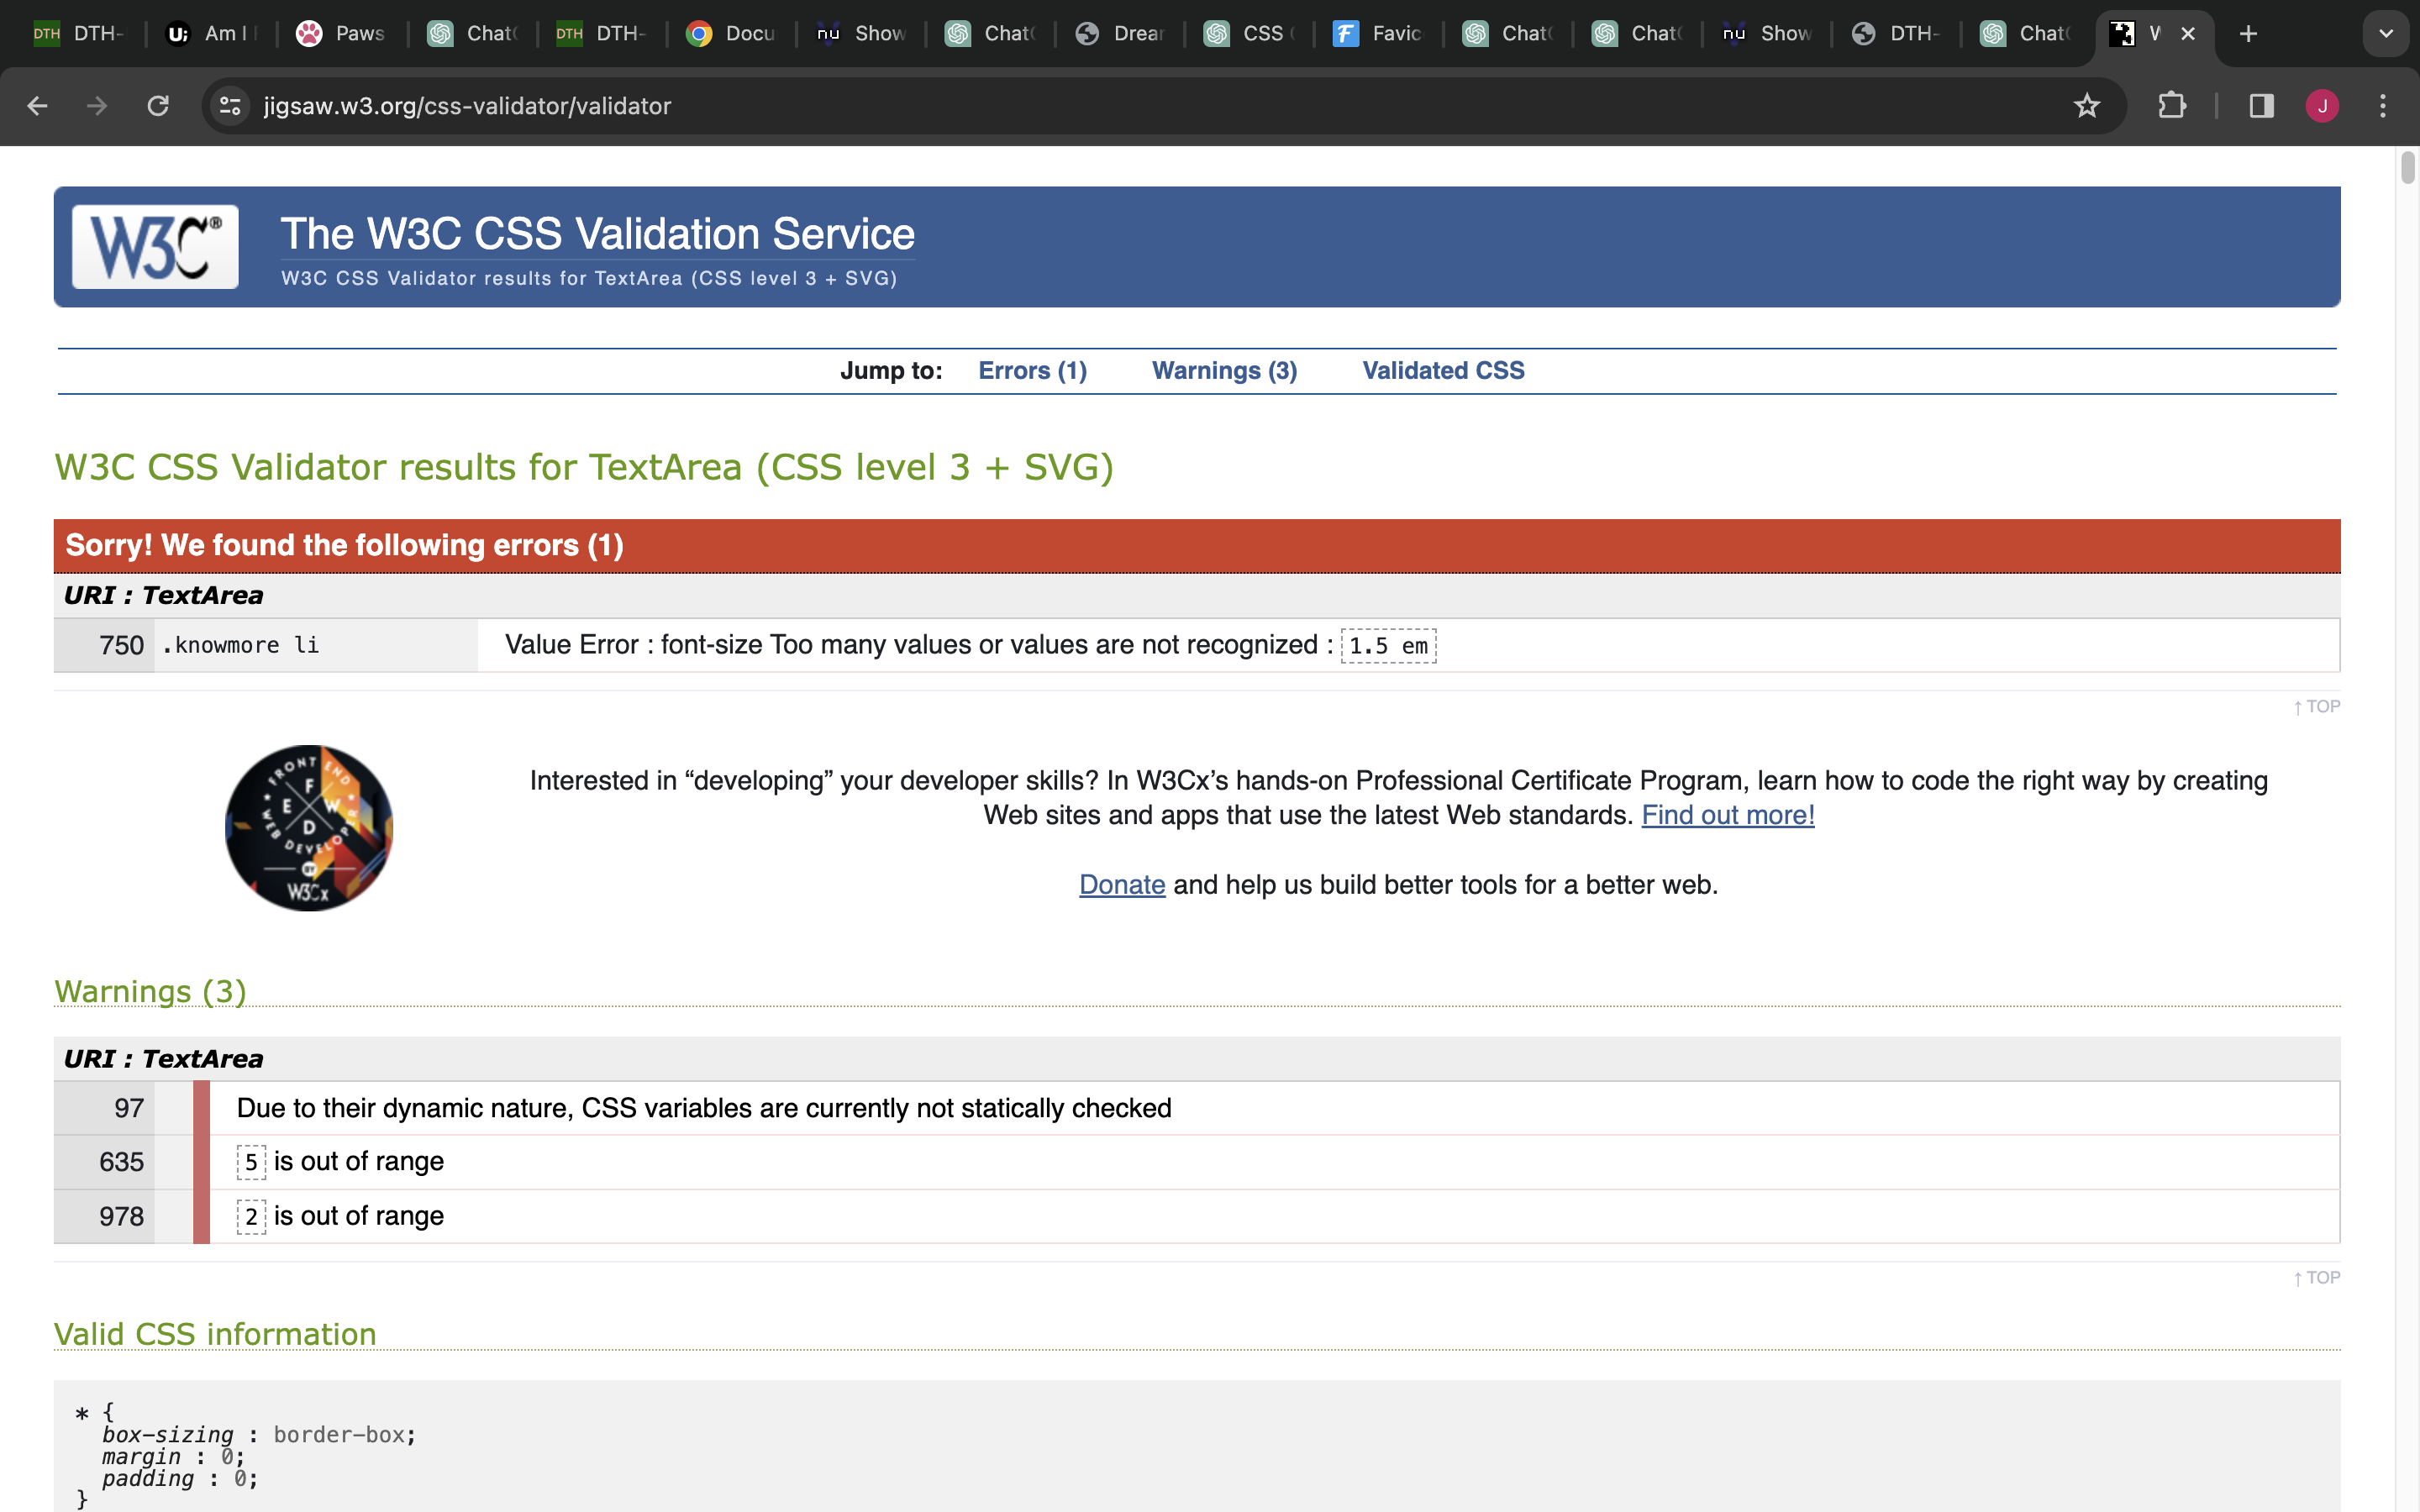 DTH DTH-
U; Am I
Paws
Chat
DTH DTH-
Docu
nu Show
Chat
Drear
CSS
F Favic
Chat
Chat
nu Show
DTH-
Chat
W
jigsaw.w3.org/css-validator/validator
J
W3C®
The W3C CSS Validation Service
W3C CSS Validator results for TextArea (CSS level 3 + SVG)
Jump to: Errors (1) Warnings (3) Validated CSS
W3C CSS Validator results for TextArea (CSS level 3 + SVG)
Sorry! We found the following errors (1)
URI : TextArea
750 .knowmore li Value Error : font-size Too many values or values are not recognized : 1.5 em
↑ TOP
FRONT END
WEB DEVELOPER
F
E W
D
BY
W3Cx
Interested in “developing” your developer skills? In W3Cx’s hands-on Professional Certificate Program, learn how to code the right way by creating
Web sites and apps that use the latest Web standards. Find out more!
Donate and help us build better tools for a better web.
Warnings (3)
URI : TextArea
97 Due to their dynamic nature, CSS variables are currently not statically checked
635 5 is out of range
978 2 is out of range
↑ TOP
Valid CSS information
* {
box-sizing : border-box;
margin : 0;
padding : 0;
}